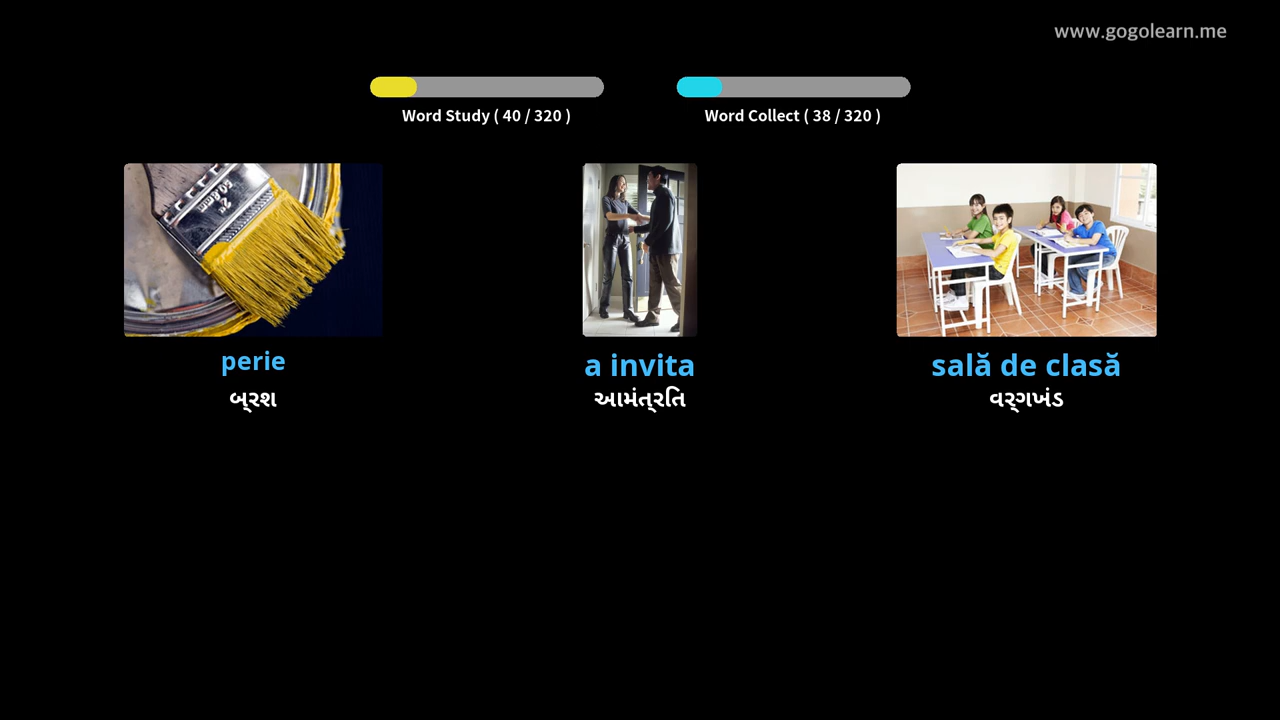 www.gogolearn.me
Word Study ( 40 / 320 )
Word Collect ( 38 / 320 )
perie
a invita
sală de clasă
બ્રશ
આમંત્રતિ
વર્ગખંડ